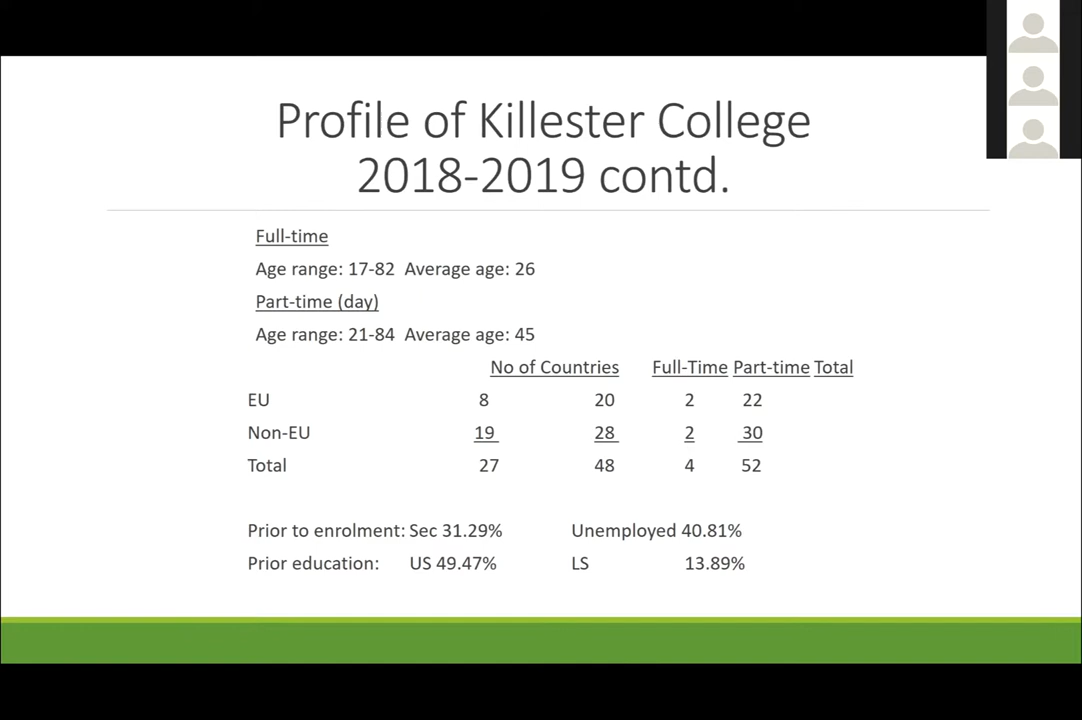 Profile of Killester College
2018-2019 contd.
Full-time
Age range: 17-82 Average age: 26
Part-time (day)
Age range: 21-84 Average age: 45
No of Countries Full-Time Part-time Total
EU 8 20 2 22
Non-EU 19 28 2 30
Total 27 48 4 52
Prior to enrolment: Sec 31.29% Unemployed 40.81%
Prior education: US 49.47% LS 13.89%